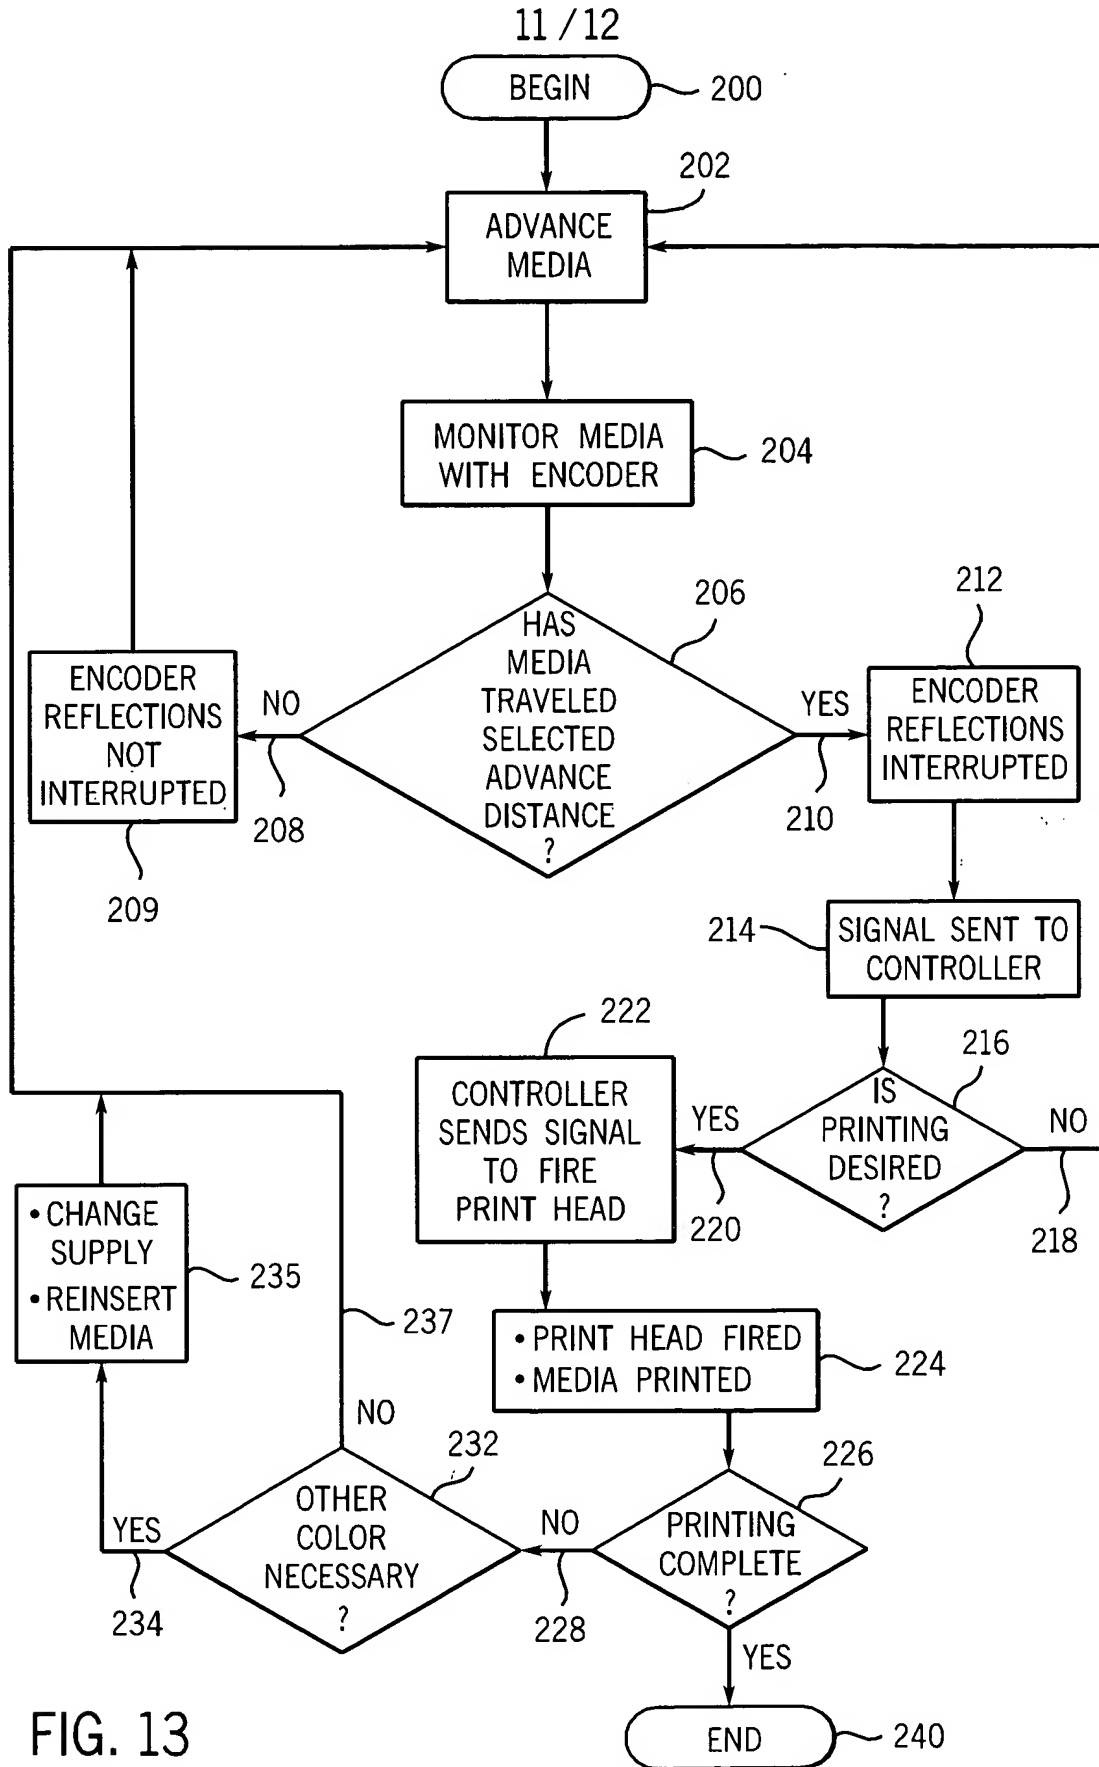 11 / 12
BEGIN
200
202
ADVANCE
MEDIA
MONITOR MEDIA
WITH ENCODER
204
206
HAS
MEDIA
TRAVELED
SELECTED
ADVANCE
DISTANCE
?
NO
208
ENCODER
REFLECTIONS
NOT
INTERRUPTED
209
YES
210
212
ENCODER
REFLECTIONS
INTERRUPTED
214
SIGNAL SENT TO
CONTROLLER
216
IS
PRINTING
DESIRED
?
NO
218
YES
220
222
CONTROLLER
SENDS SIGNAL
TO FIRE
PRINT HEAD
• PRINT HEAD FIRED
• MEDIA PRINTED
224
226
PRINTING
COMPLETE
?
NO
228
232
OTHER
COLOR
NECESSARY
?
NO
237
YES
234
• CHANGE
SUPPLY
• REINSERT
MEDIA
235
YES
END
240
FIG. 13